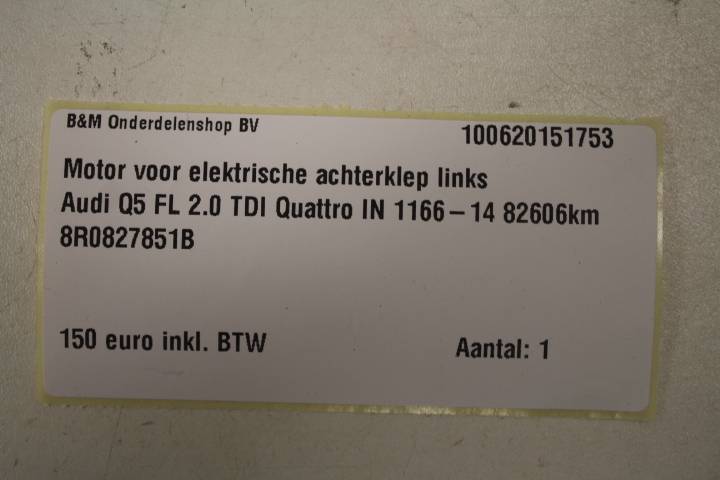 B&M Onderdelenshop BV 100620151753
Motor voor elektrische achterklep links
Audi Q5 FL 2.0 TDI Quattro IN 1166-14 82606km
8R0827851B
150 euro inkl. BTW Aantal: 1